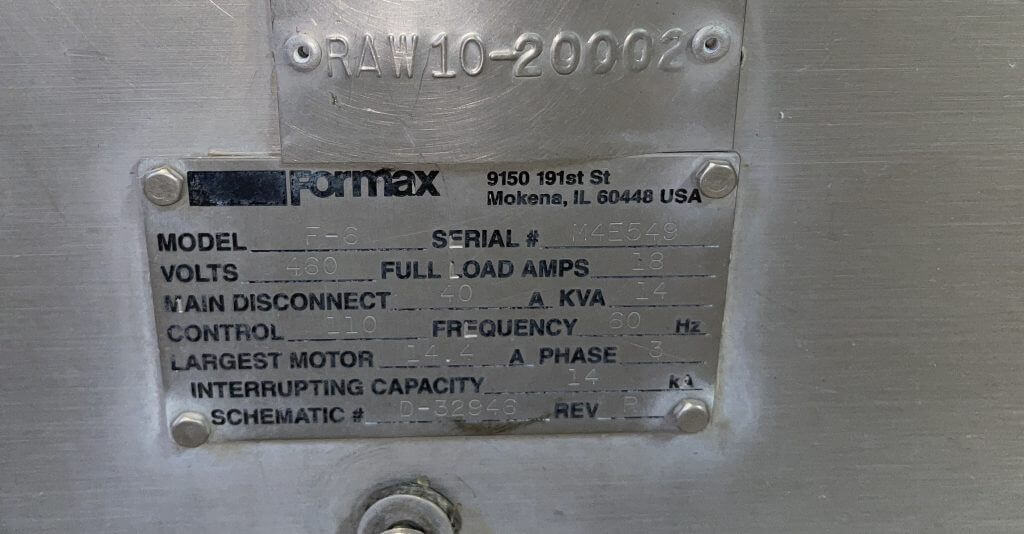 RAW10-20002
Formax
9150 191st St
Mokena, IL 60448 USA
MODEL F-6 SERIAL # M4E549
VOLTS 460 FULL LOAD AMPS 18
MAIN DISCONNECT 40 A KVA 14
CONTROL 110 FREQUENCY 60 Hz
LARGEST MOTOR 14.4 A PHASE 3
INTERRUPTING CAPACITY 14 kA
SCHEMATIC # D-32946 REV